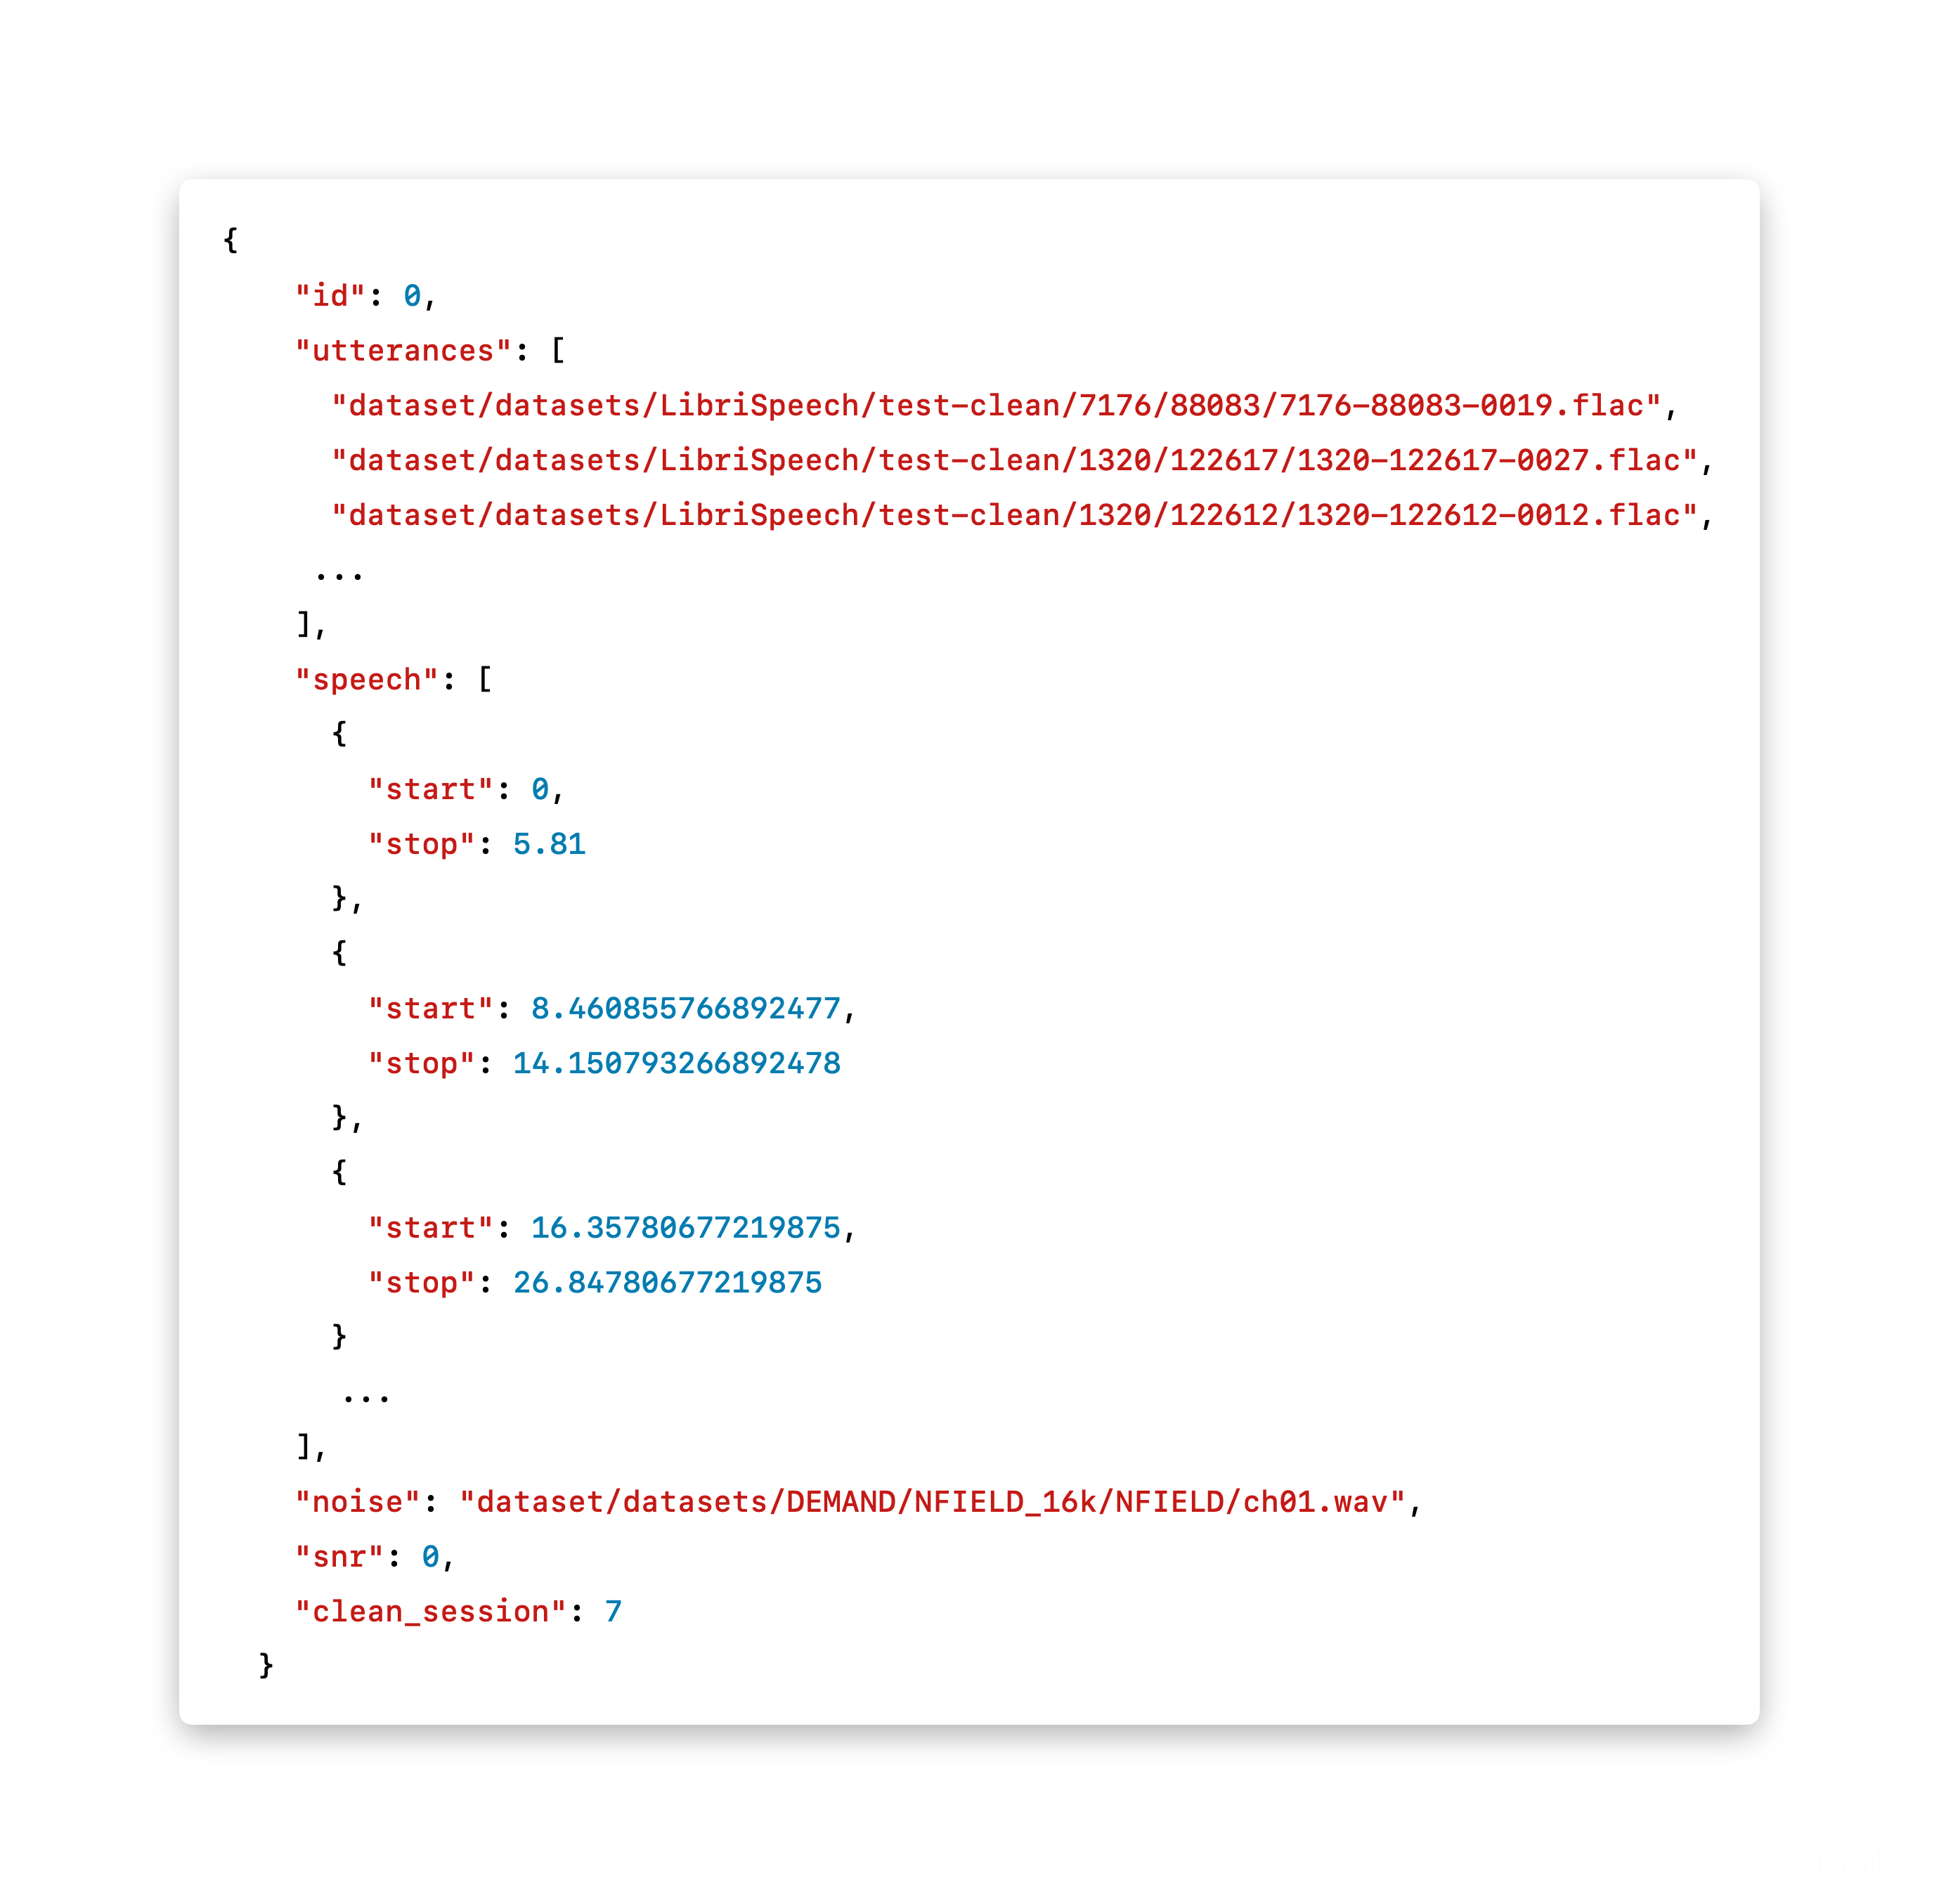 {
"id": 0,
"utterances": [
"dataset/datasets/LibriSpeech/test-clean/7176/88083/7176-88083-0019.flac",
"dataset/datasets/LibriSpeech/test-clean/1320/122617/1320-122617-0027.flac",
"dataset/datasets/LibriSpeech/test-clean/1320/122612/1320-122612-0012.flac",
...
],
"speech": [
{
"start": 0,
"stop": 5.81
},
{
"start": 8.460855766892477,
"stop": 14.150793266892478
},
{
"start": 16.35780677219875,
"stop": 26.84780677219875
}
...
],
"noise": "dataset/datasets/DEMAND/NFIELD_16k/NFIELD/ch01.wav",
"snr": 0,
"clean_session": 7
}